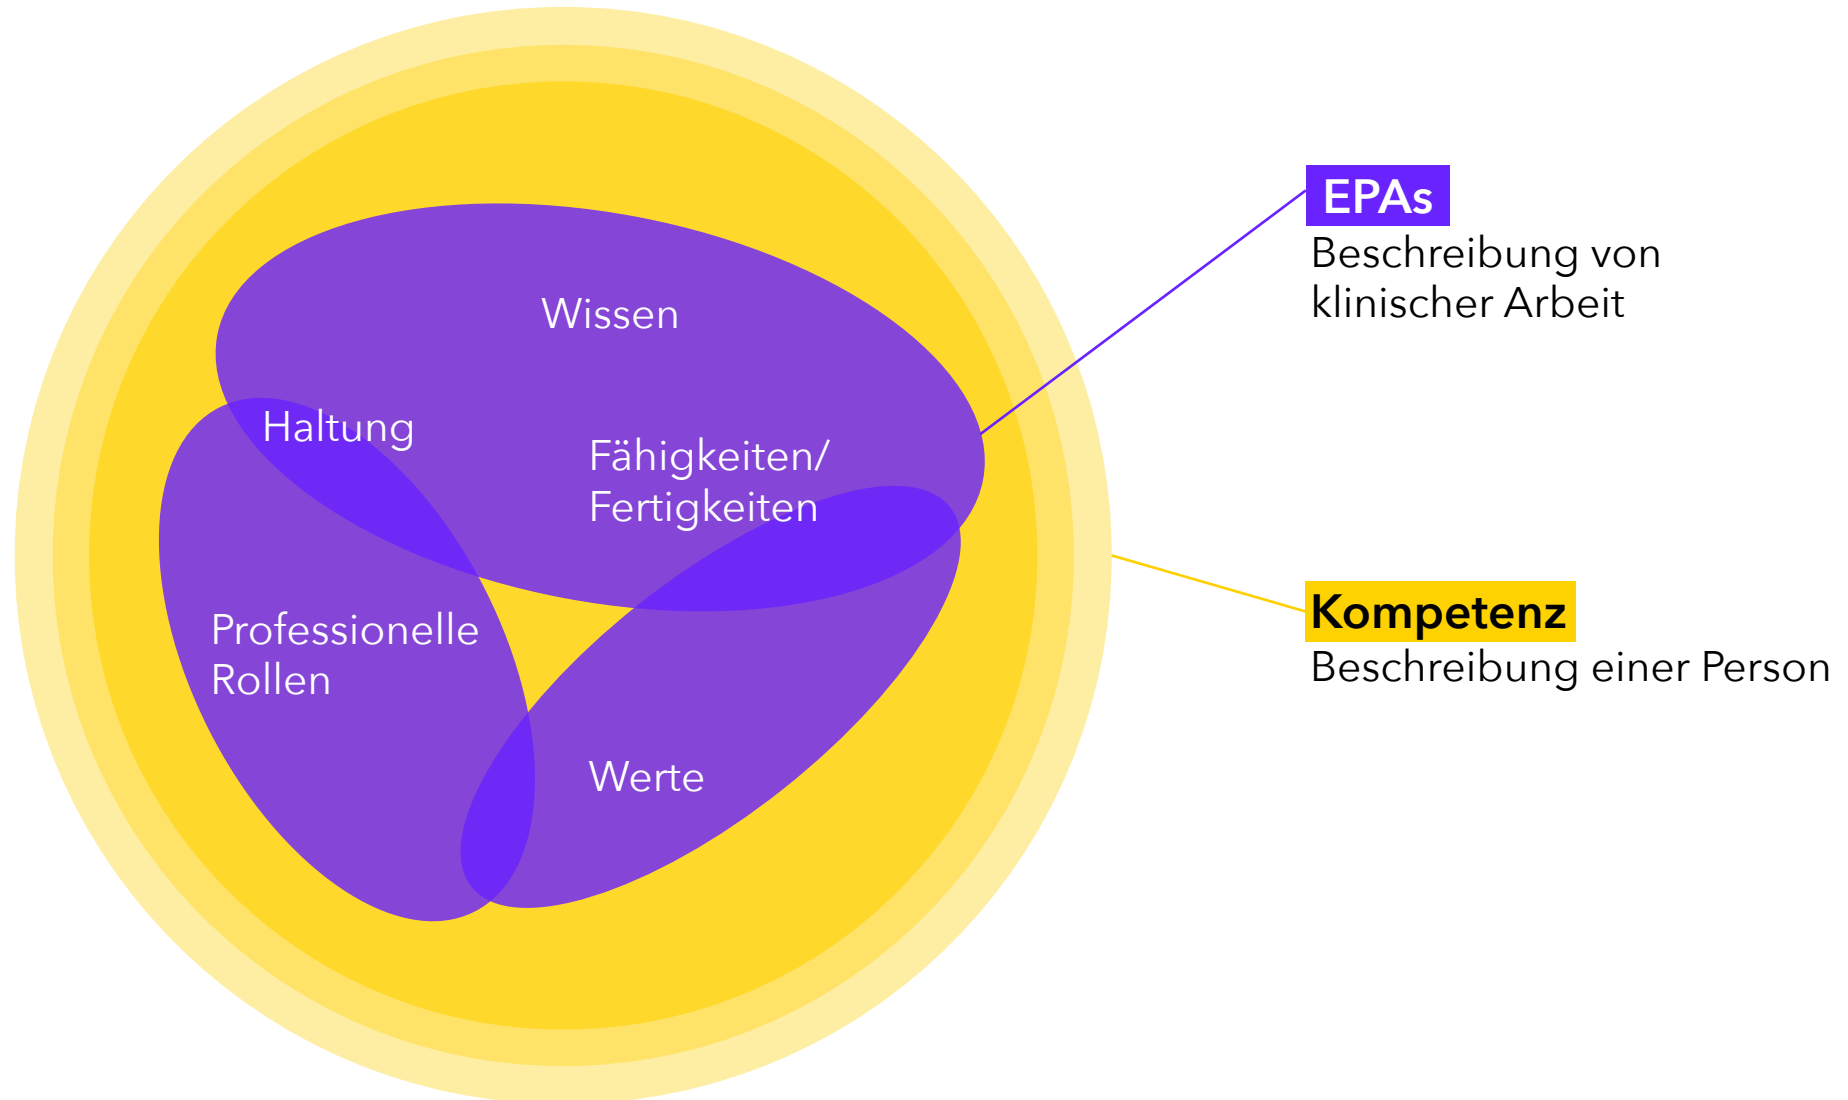 Wissen
Haltung
Fähigkeiten/
Fertigkeiten
Professionelle
Rollen
Werte
EPAs
Beschreibung von
klinischer Arbeit
Kompetenz
Beschreibung einer Person